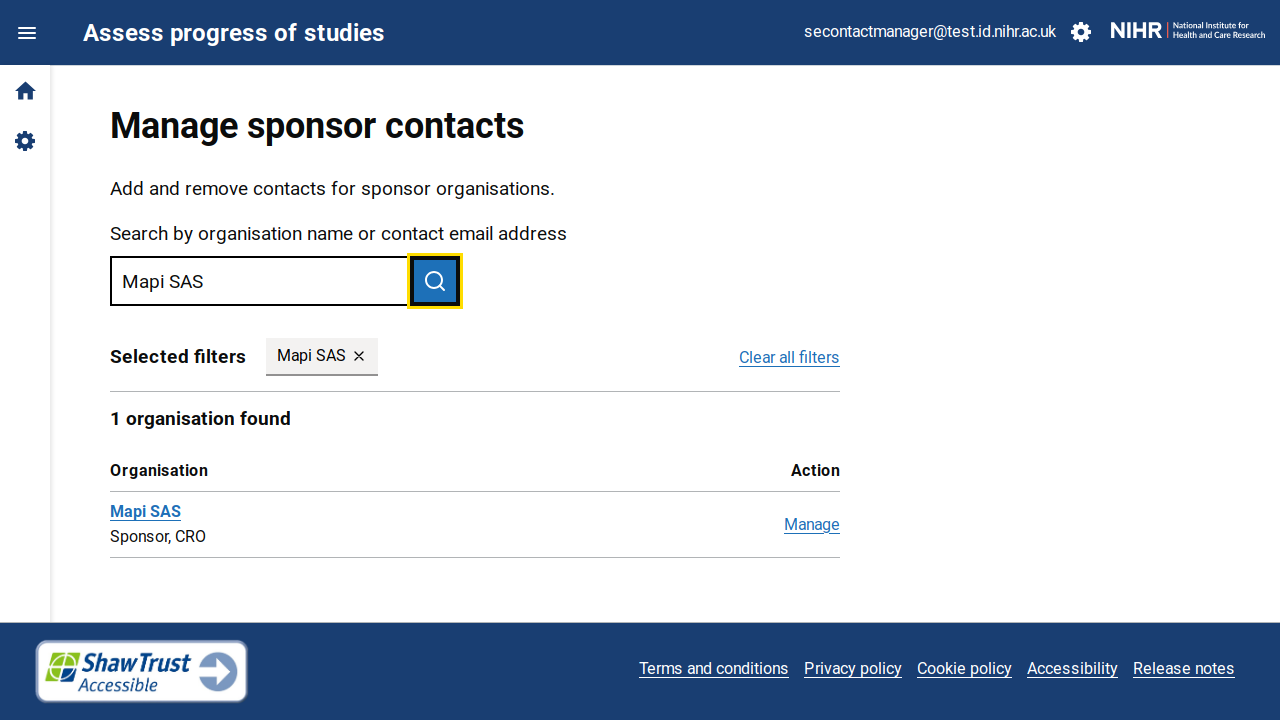 Assess progress of studies
secontactmanager@test.id.nihr.ac.uk
NIHR
National Institute for
Health and Care Research
Manage sponsor contacts
Add and remove contacts for sponsor organisations.
Search by organisation name or contact email address
Mapi SAS
Selected filters
Mapi SAS
Clear all filters
1 organisation found
Organisation Action
Mapi SAS
Sponsor, CRO
Manage
ShawTrust
Accessible
Terms and conditions Privacy policy Cookie policy Accessibility Release notes